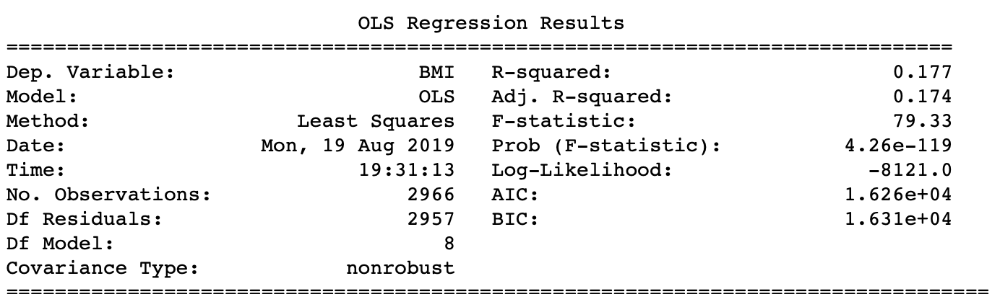 OLS Regression Results
==============================================================================
Dep. Variable: BMI R-squared: 0.177
Model: OLS Adj. R-squared: 0.174
Method: Least Squares F-statistic: 79.33
Date: Mon, 19 Aug 2019 Prob (F-statistic): 4.26e-119
Time: 19:31:13 Log-Likelihood: -8121.0
No. Observations: 2966 AIC: 1.626e+04
Df Residuals: 2957 BIC: 1.631e+04
Df Model: 8
Covariance Type: nonrobust
=================================================================================